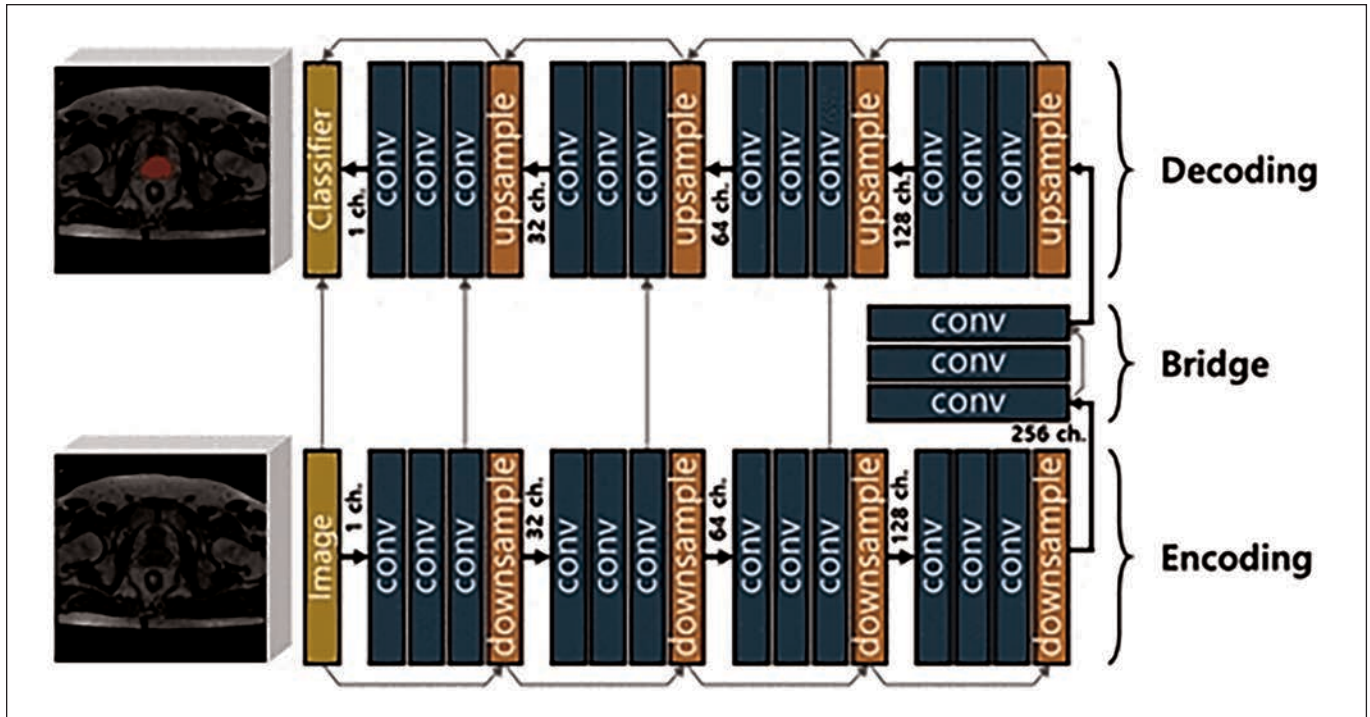 Classifier
1 ch.
conv
conv
conv
upsample
32 ch.
conv
conv
conv
upsample
64 ch.
conv
conv
conv
upsample
128 ch.
conv
conv
conv
upsample
Decoding
conv
conv
conv
256 ch.
Bridge
Image
1 ch.
conv
conv
conv
downsample
32 ch.
conv
conv
conv
downsample
64 ch.
conv
conv
conv
downsample
128 ch.
conv
conv
conv
downsample
Encoding